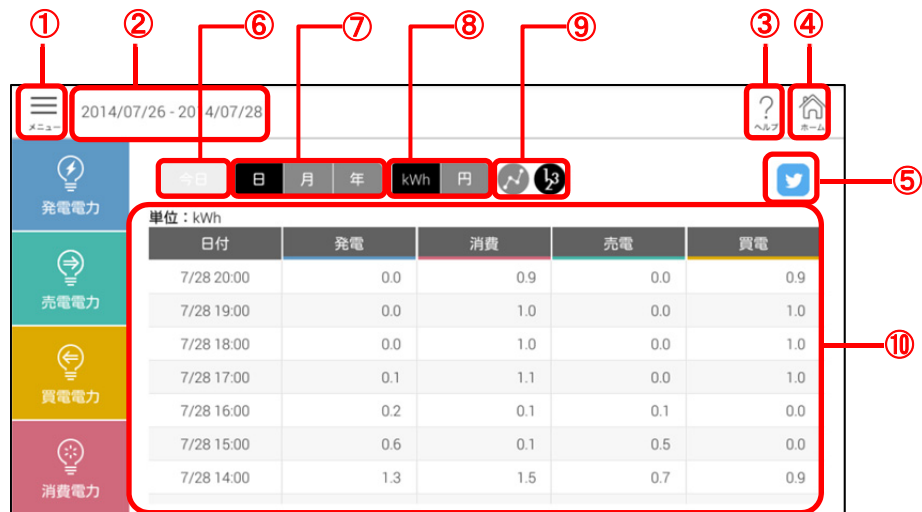 ① ② ⑥ ⑦ ⑧ ⑨ ③ ④
メニュー 2014/07/26 - 2014/07/28 ? ヘルプ ホーム
今日 日 月 年 kWh 円 123 ⑤
発電電力
売電電力
買電電力
消費電力
単位：kWh
日付 発電 消費 売電 買電
7/28 20:00 0.0 0.9 0.0 0.9
7/28 19:00 0.0 1.0 0.0 1.0
7/28 18:00 0.0 1.0 0.0 1.0
7/28 17:00 0.1 1.1 0.0 1.0
7/28 16:00 0.2 0.1 0.1 0.0
7/28 15:00 0.6 0.1 0.5 0.0
7/28 14:00 1.3 1.5 0.7 0.9
⑩